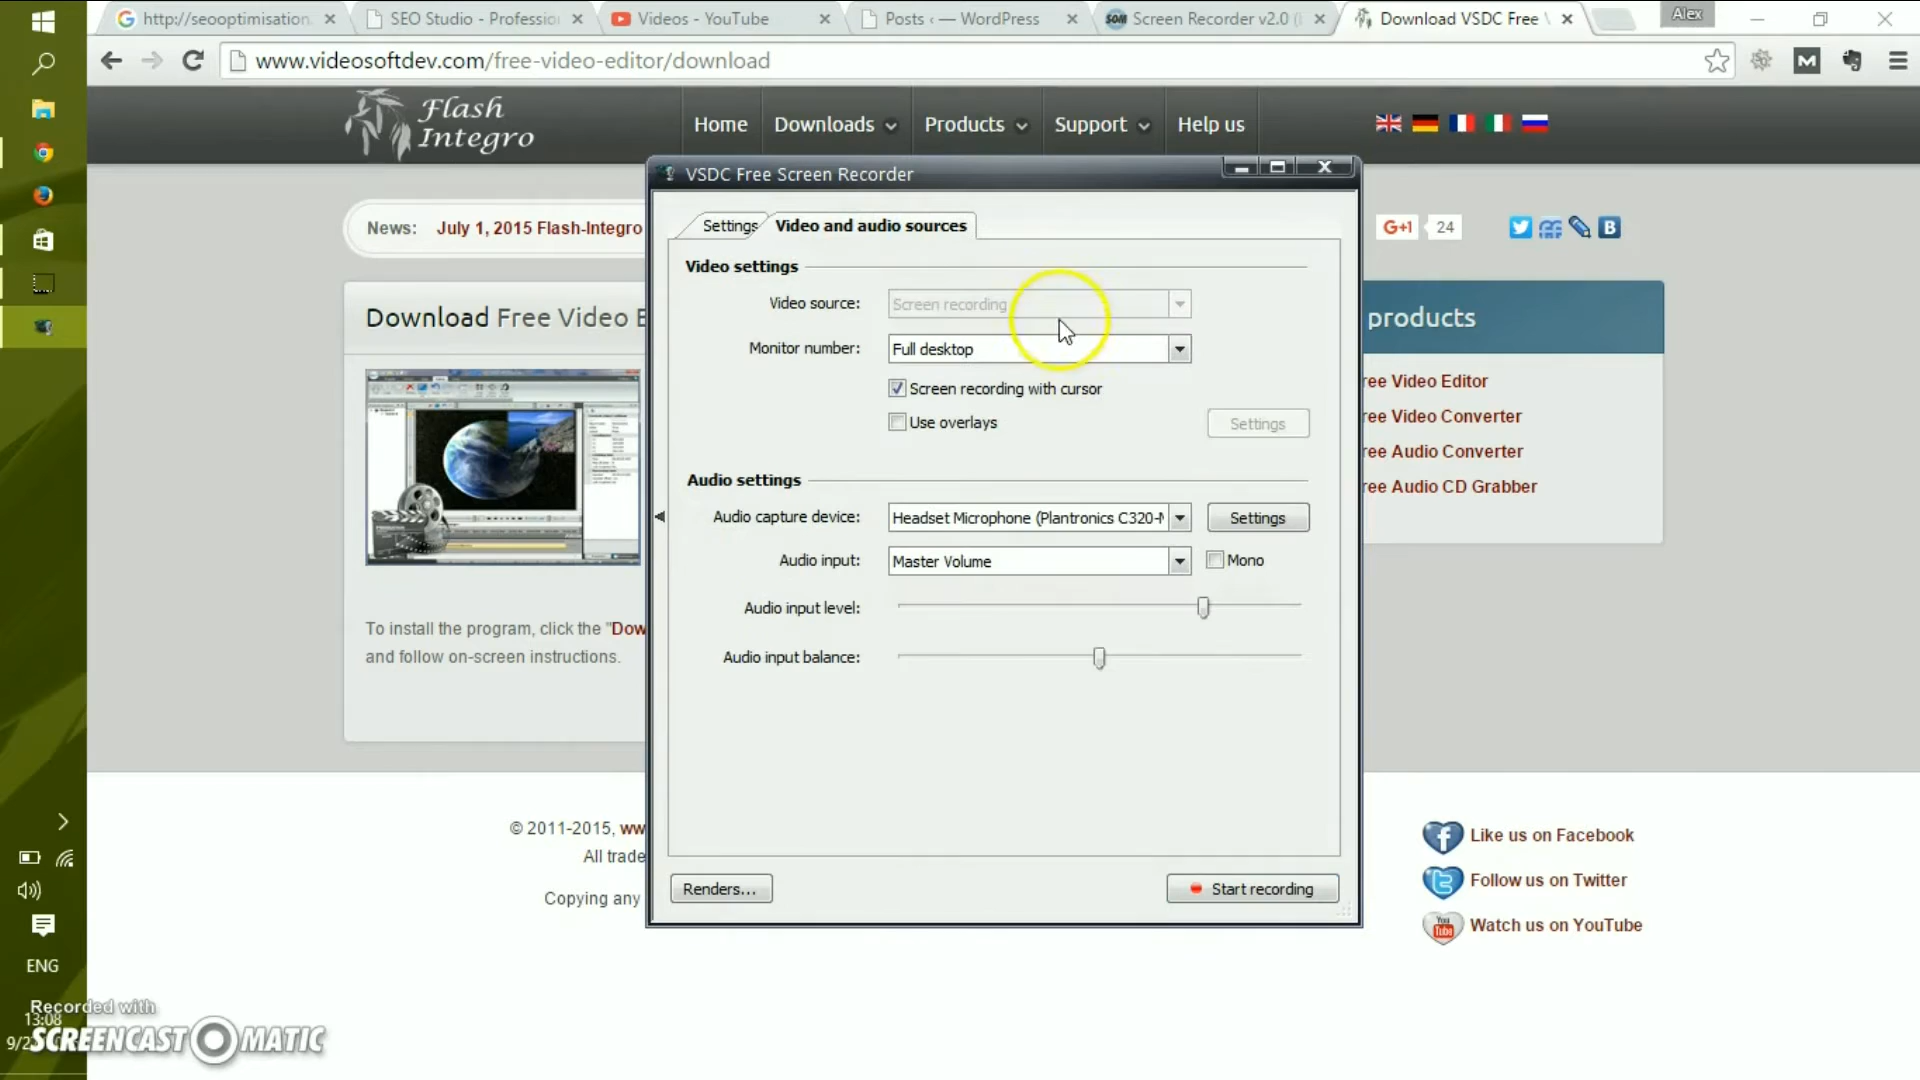 http://seooptimisation.
SEO Studio - Professio
Videos - YouTube
Posts ‹ — WordPress
Screen Recorder v2.0 (
Download VSDC Free
Alex
www.videosoftdev.com/free-video-editor/download
Flash
Integro
Home
Downloads
Products
Support
Help us
VSDC Free Screen Recorder
News: July 1, 2015 Flash-Integro
Settings
Video and audio sources
G+1
24
Video settings
Video source:
Screen recording
Monitor number:
Full desktop
Screen recording with cursor
Use overlays
Settings
Download Free Video E
products
ree Video Editor
ree Video Converter
ree Audio Converter
ree Audio CD Grabber
Audio settings
Audio capture device:
Headset Microphone (Plantronics C320-M
Settings
Audio input:
Master Volume
Mono
Audio input level:
Audio input balance:
To install the program, click the "Dow
and follow on-screen instructions.
© 2011-2015, ww
All trade
Copying any
Renders...
Start recording
Like us on Facebook
Follow us on Twitter
Watch us on YouTube
ENG
Recorded with
13:08
9/2
SCREENCAST MATIC